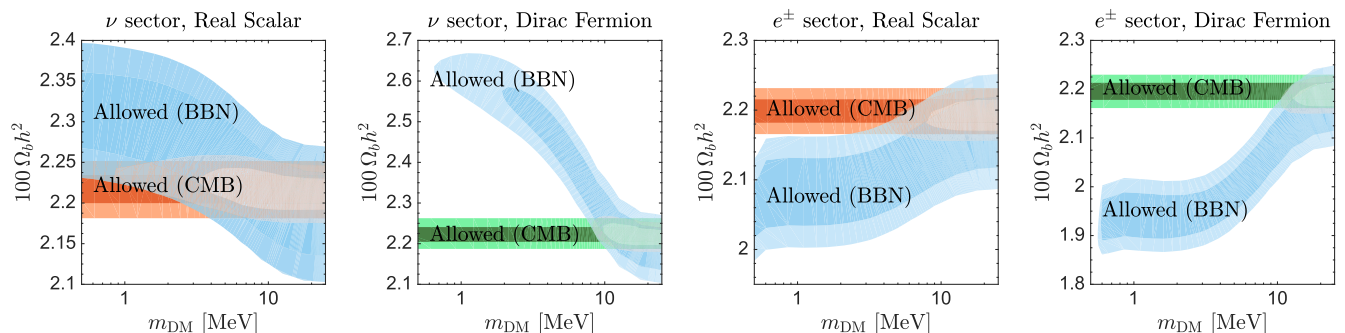 ν sector, Real Scalar
2.4
2.35
2.3
2.25
2.2
2.15
2.1
100 Ω_b h²
Allowed (BBN)
Allowed (CMB)
1
10
m_DM [MeV]
ν sector, Dirac Fermion
2.7
2.6
2.5
2.4
2.3
2.2
2.1
100 Ω_b h²
Allowed (BBN)
Allowed (CMB)
1
10
m_DM [MeV]
e^± sector, Real Scalar
2.3
2.2
2.1
2
100 Ω_b h²
Allowed (CMB)
Allowed (BBN)
1
10
m_DM [MeV]
e^± sector, Dirac Fermion
2.3
2.2
2.1
2
1.9
1.8
100 Ω_b h²
Allowed (CMB)
Allowed (BBN)
1
10
m_DM [MeV]